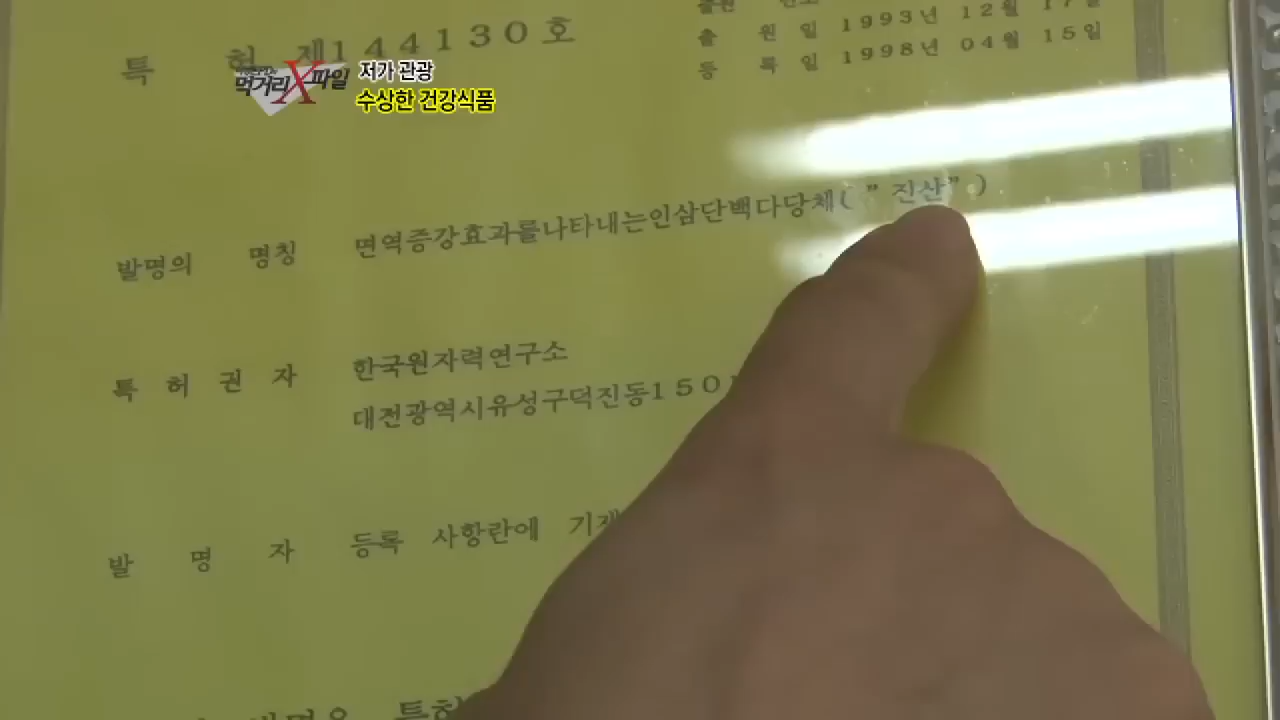 특 허 제144130호
출원 번호
출 원 일 1993년 12월 17일
등 록 일 1998년 04월 15일
먹거리X파일
저가 관광
수상한 건강식품
발명의 명칭 면역증강효과를나타내는인삼단백다당체("진산")
특 허 권 자 한국원자력연구소
대전광역시유성구덕진동150
발 명 자 등록 사항란에 기재
특허